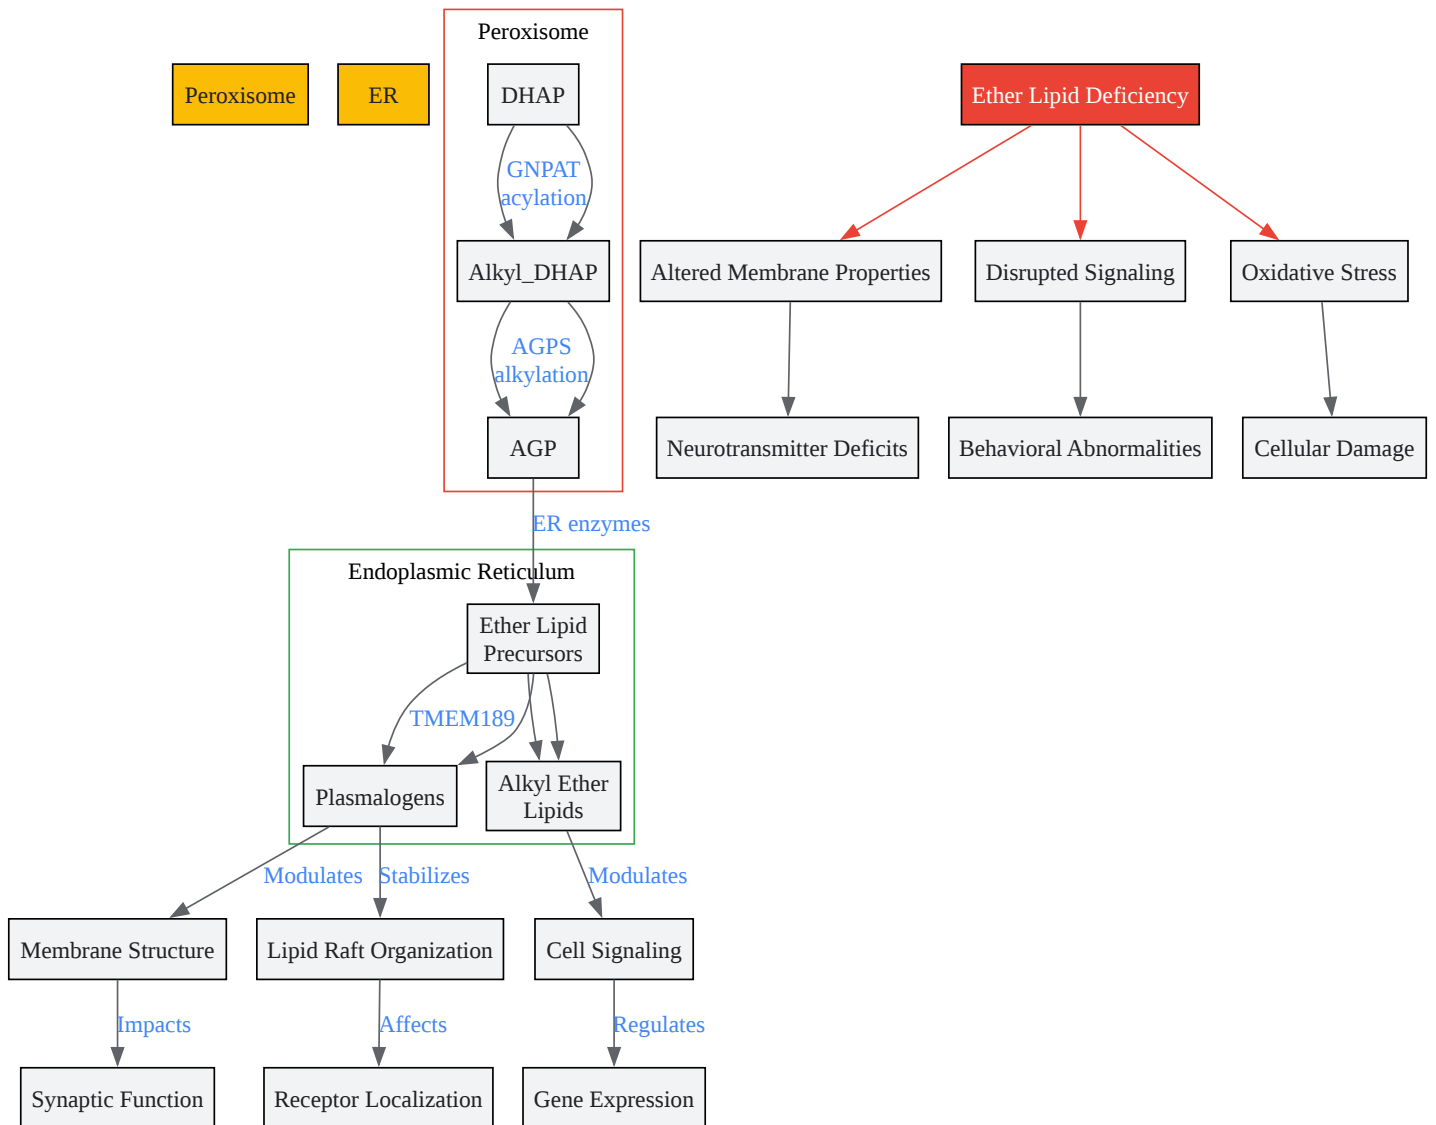 Peroxisome
Peroxisome
ER
DHAP
Ether Lipid Deficiency
GNPAT
acylation
Alkyl_DHAP
Altered Membrane Properties
Disrupted Signaling
Oxidative Stress
AGPS
alkylation
AGP
Neurotransmitter Deficits
Behavioral Abnormalities
Cellular Damage
ER enzymes
Endoplasmic Reticulum
Ether Lipid
Precursors
TMEM189
Plasmalogens
Alkyl Ether
Lipids
Modulates
Stabilizes
Modulates
Membrane Structure
Lipid Raft Organization
Cell Signaling
Impacts
Affects
Regulates
Synaptic Function
Receptor Localization
Gene Expression